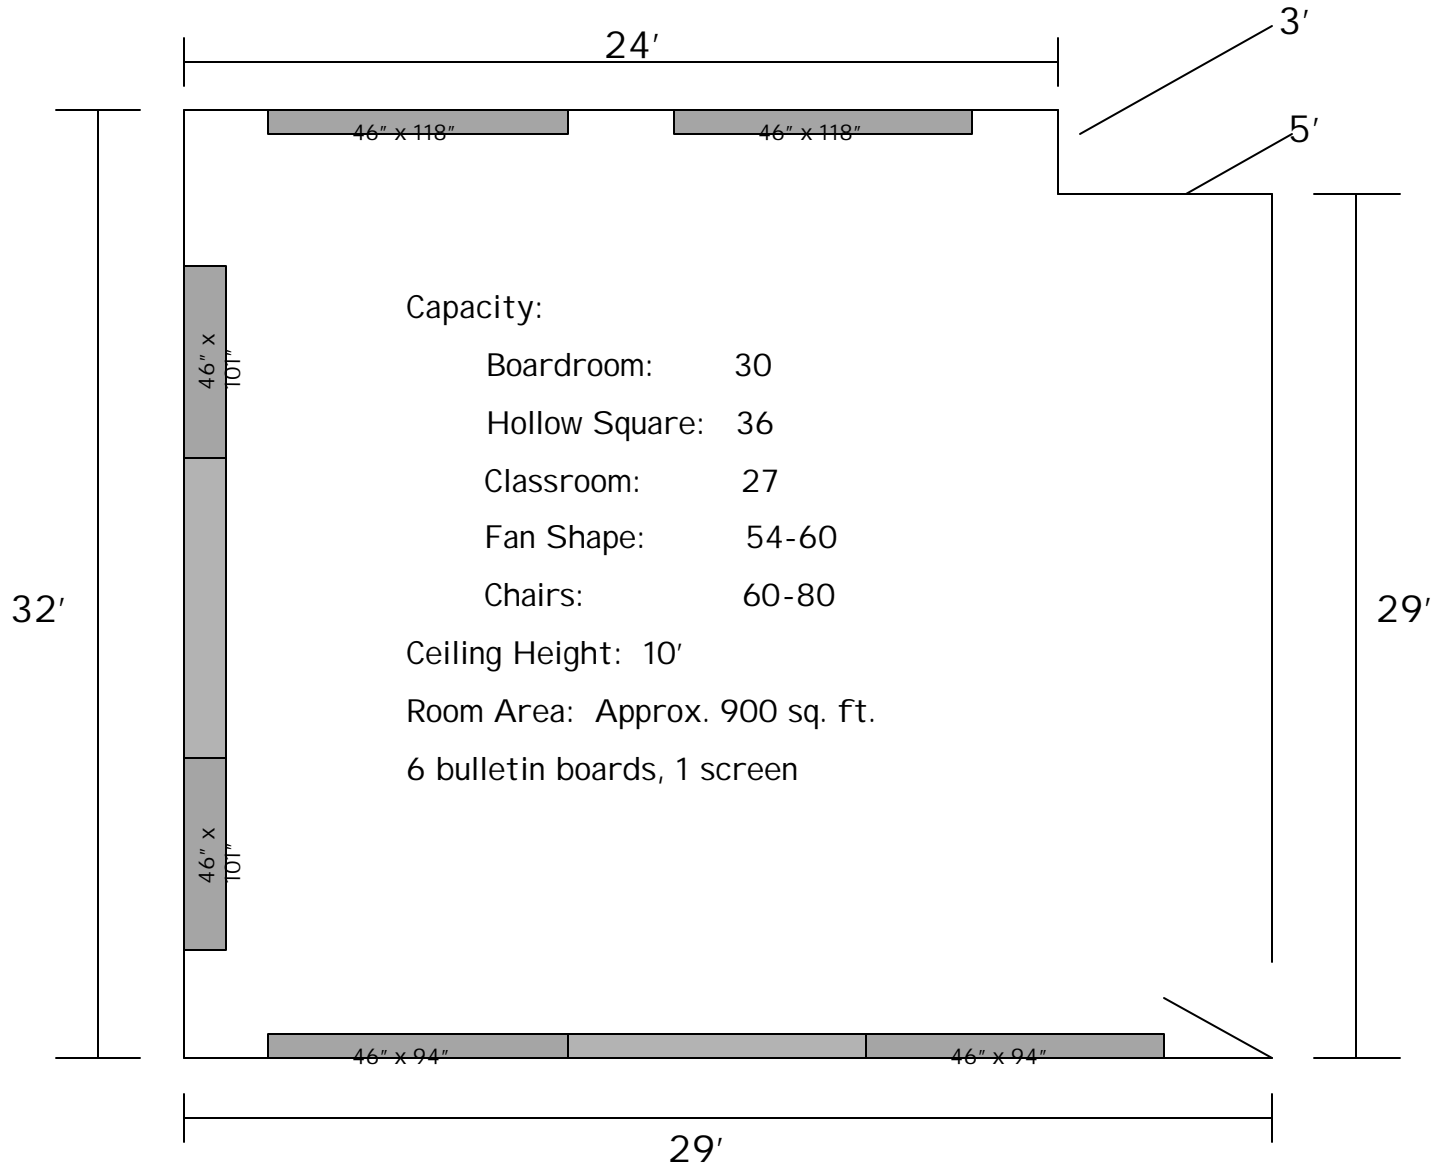 3′
24′
5′
46″ x 118″
46″ x 118″
Capacity:
46″ x
101″
Boardroom: 30
Hollow Square: 36
Classroom: 27
Fan Shape: 54-60
Chairs: 60-80
32′
29′
Ceiling Height: 10′
Room Area: Approx. 900 sq. ft.
6 bulletin boards, 1 screen
46″ x
101″
46″ x 94″
46″ x 94″
29′